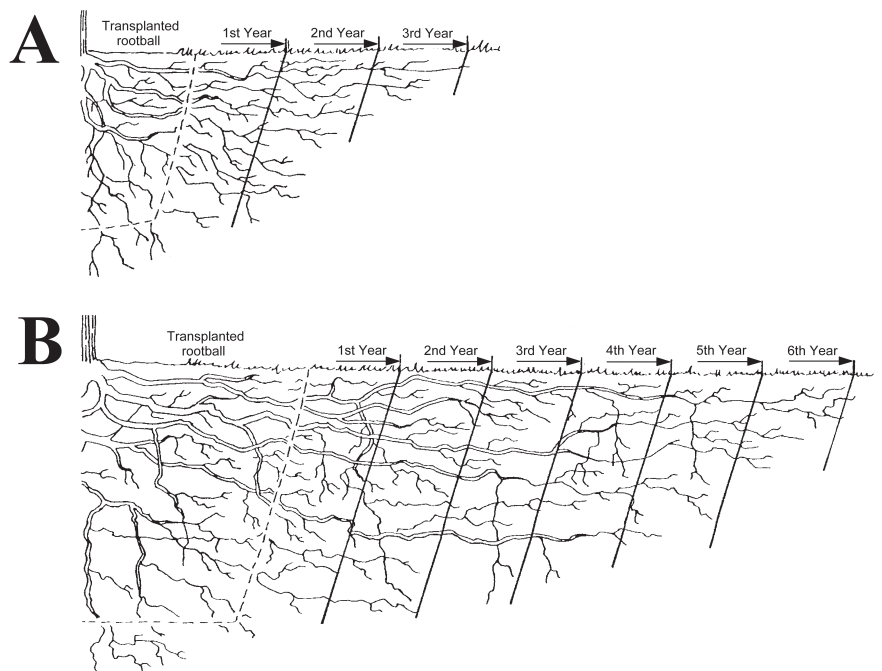 A
Transplanted
rootball
1st Year
2nd Year
3rd Year
B
Transplanted
rootball
1st Year
2nd Year
3rd Year
4th Year
5th Year
6th Year